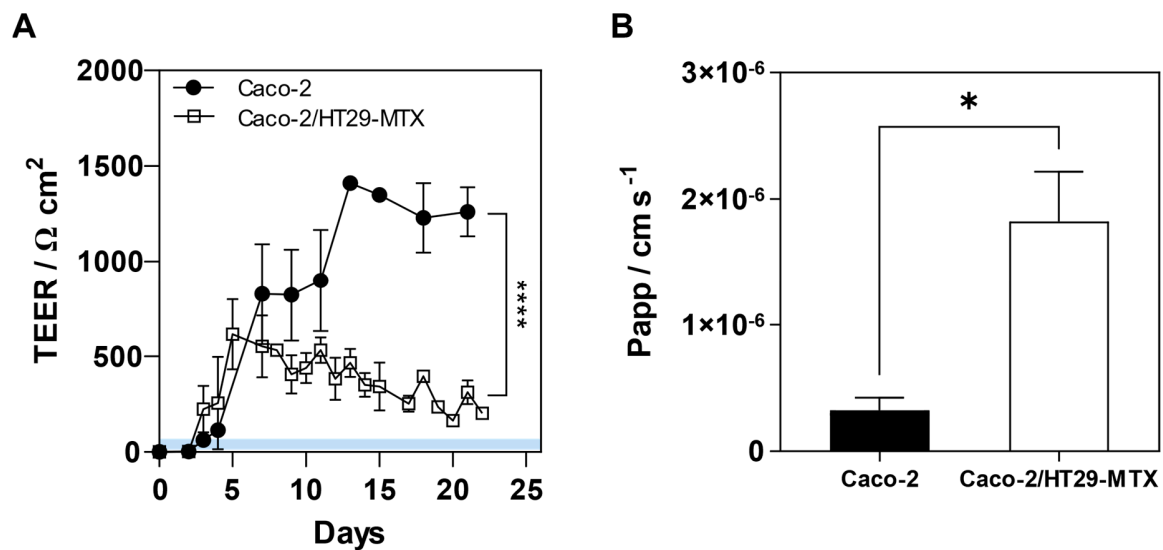 A
TEER / Ω cm²
2000
1500
1000
500
0
Caco-2
Caco-2/HT29-MTX
****
0 5 10 15 20 25
Days
B
Papp / cm s⁻¹
3×10⁻⁶
2×10⁻⁶
1×10⁻⁶
0
*
Caco-2 Caco-2/HT29-MTX